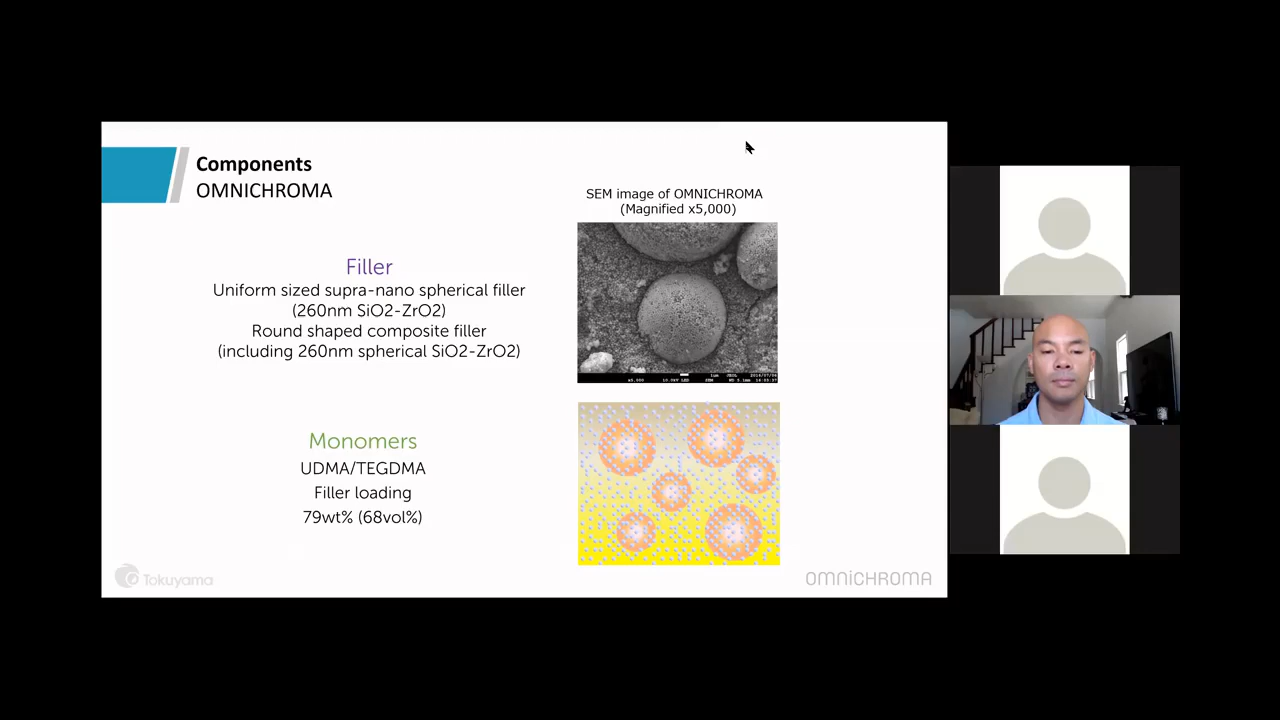 Components
OMNICHROMA
SEM image of OMNICHROMA
(Magnified x5,000)
Filler
Uniform sized supra-nano spherical filler
(260nm SiO2-ZrO2)
Round shaped composite filler
(including 260nm spherical SiO2-ZrO2)
Monomers
UDMA/TEGDMA
Filler loading
79wt% (68vol%)
Tokuyama
OMNICHROMA